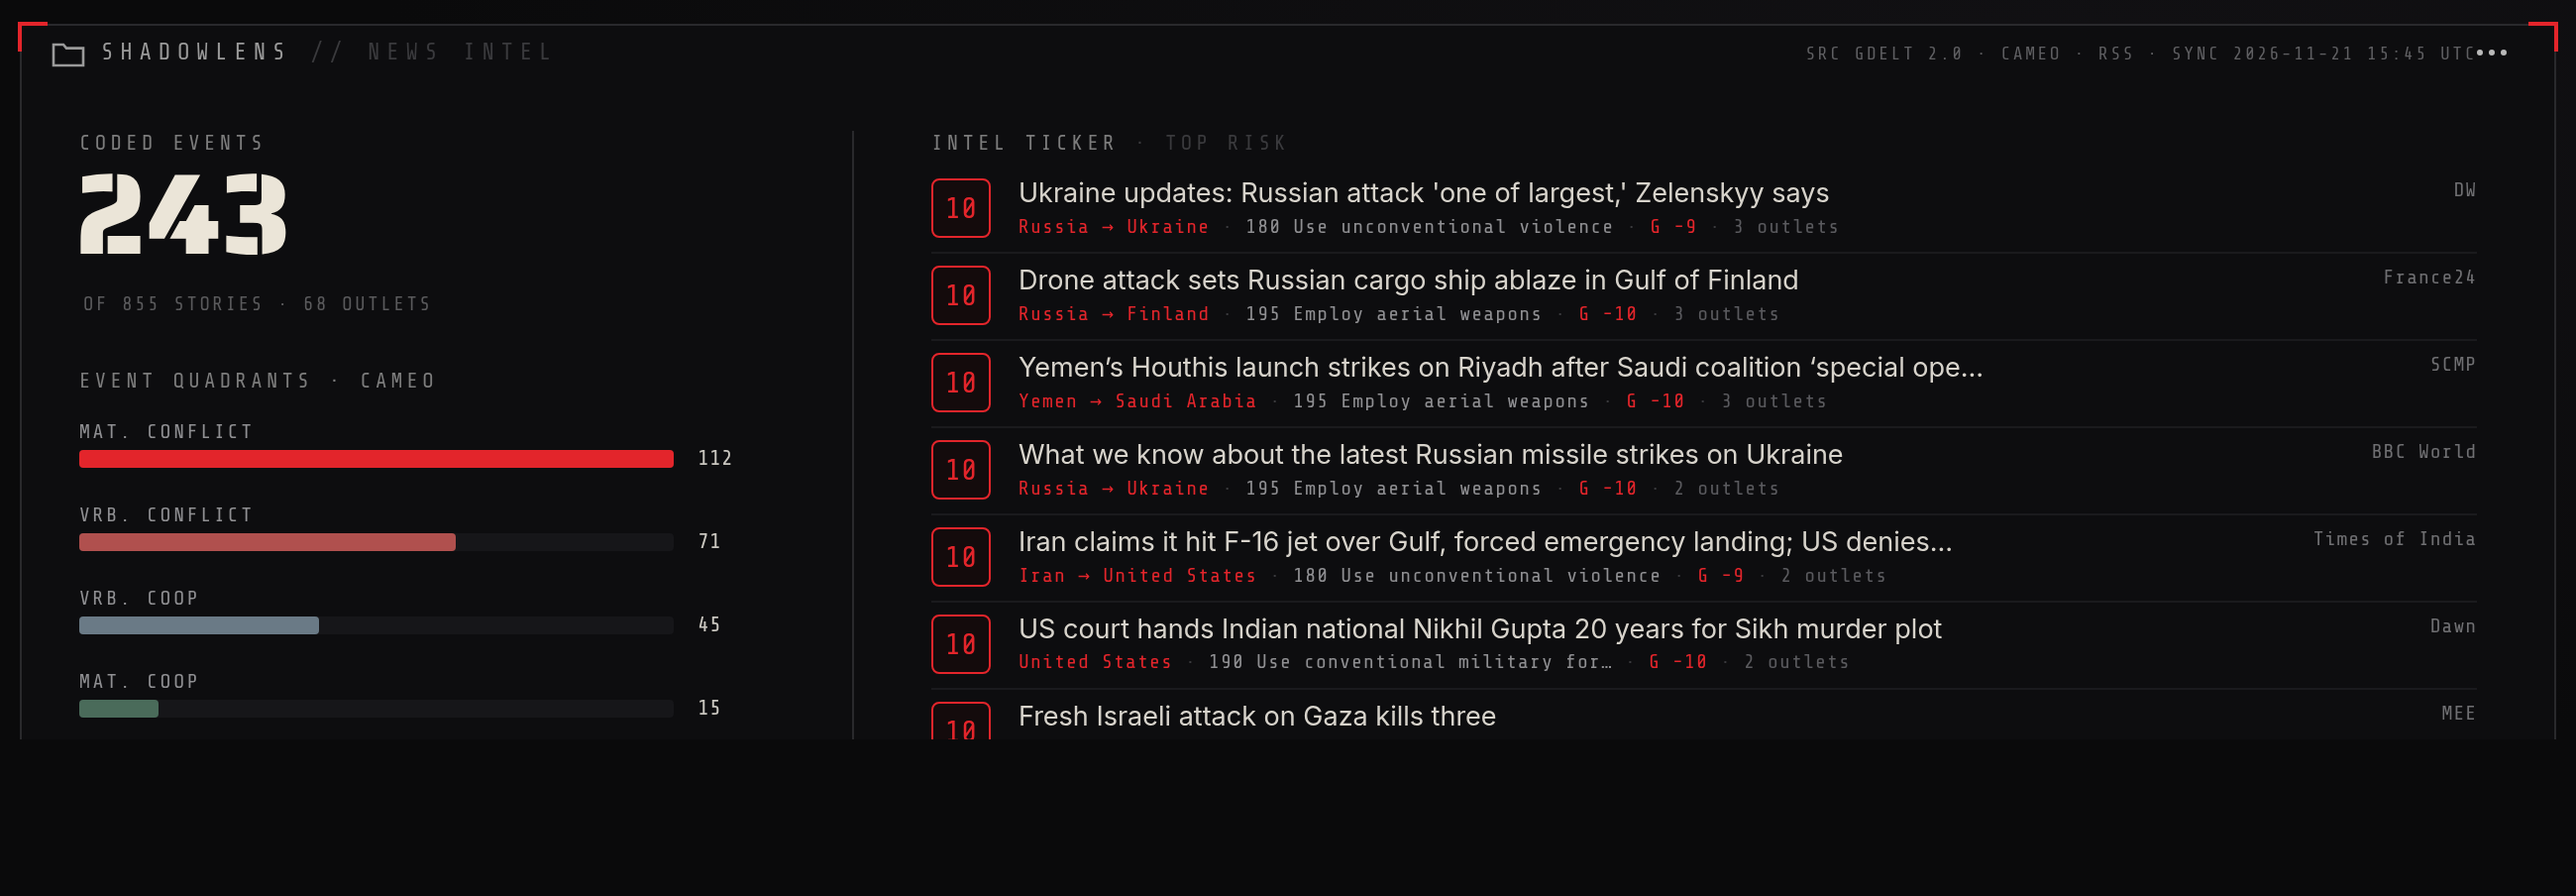 SHADOWLENS // NEWS INTEL
SRC GDELT 2.0 · CAMEO · RSS · SYNC 2026-11-21 15:45 UTC
CODED EVENTS
243
OF 855 STORIES · 68 OUTLETS
EVENT QUADRANTS · CAMEO
MAT. CONFLICT
112
VRB. CONFLICT
71
VRB. COOP
45
MAT. COOP
15
INTEL TICKER · TOP RISK
10
Ukraine updates: Russian attack 'one of largest,' Zelenskyy says
DW
Russia → Ukraine · 180 Use unconventional violence · G -9 · 3 outlets
10
Drone attack sets Russian cargo ship ablaze in Gulf of Finland
France24
Russia → Finland · 195 Employ aerial weapons · G -10 · 3 outlets
10
Yemen’s Houthis launch strikes on Riyadh after Saudi coalition ‘special ope…
SCMP
Yemen → Saudi Arabia · 195 Employ aerial weapons · G -10 · 3 outlets
10
What we know about the latest Russian missile strikes on Ukraine
BBC World
Russia → Ukraine · 195 Employ aerial weapons · G -10 · 2 outlets
10
Iran claims it hit F-16 jet over Gulf, forced emergency landing; US denies…
Times of India
Iran → United States · 180 Use unconventional violence · G -9 · 2 outlets
10
US court hands Indian national Nikhil Gupta 20 years for Sikh murder plot
Dawn
United States · 190 Use conventional military for… · G -10 · 2 outlets
10
Fresh Israeli attack on Gaza kills three
MEE